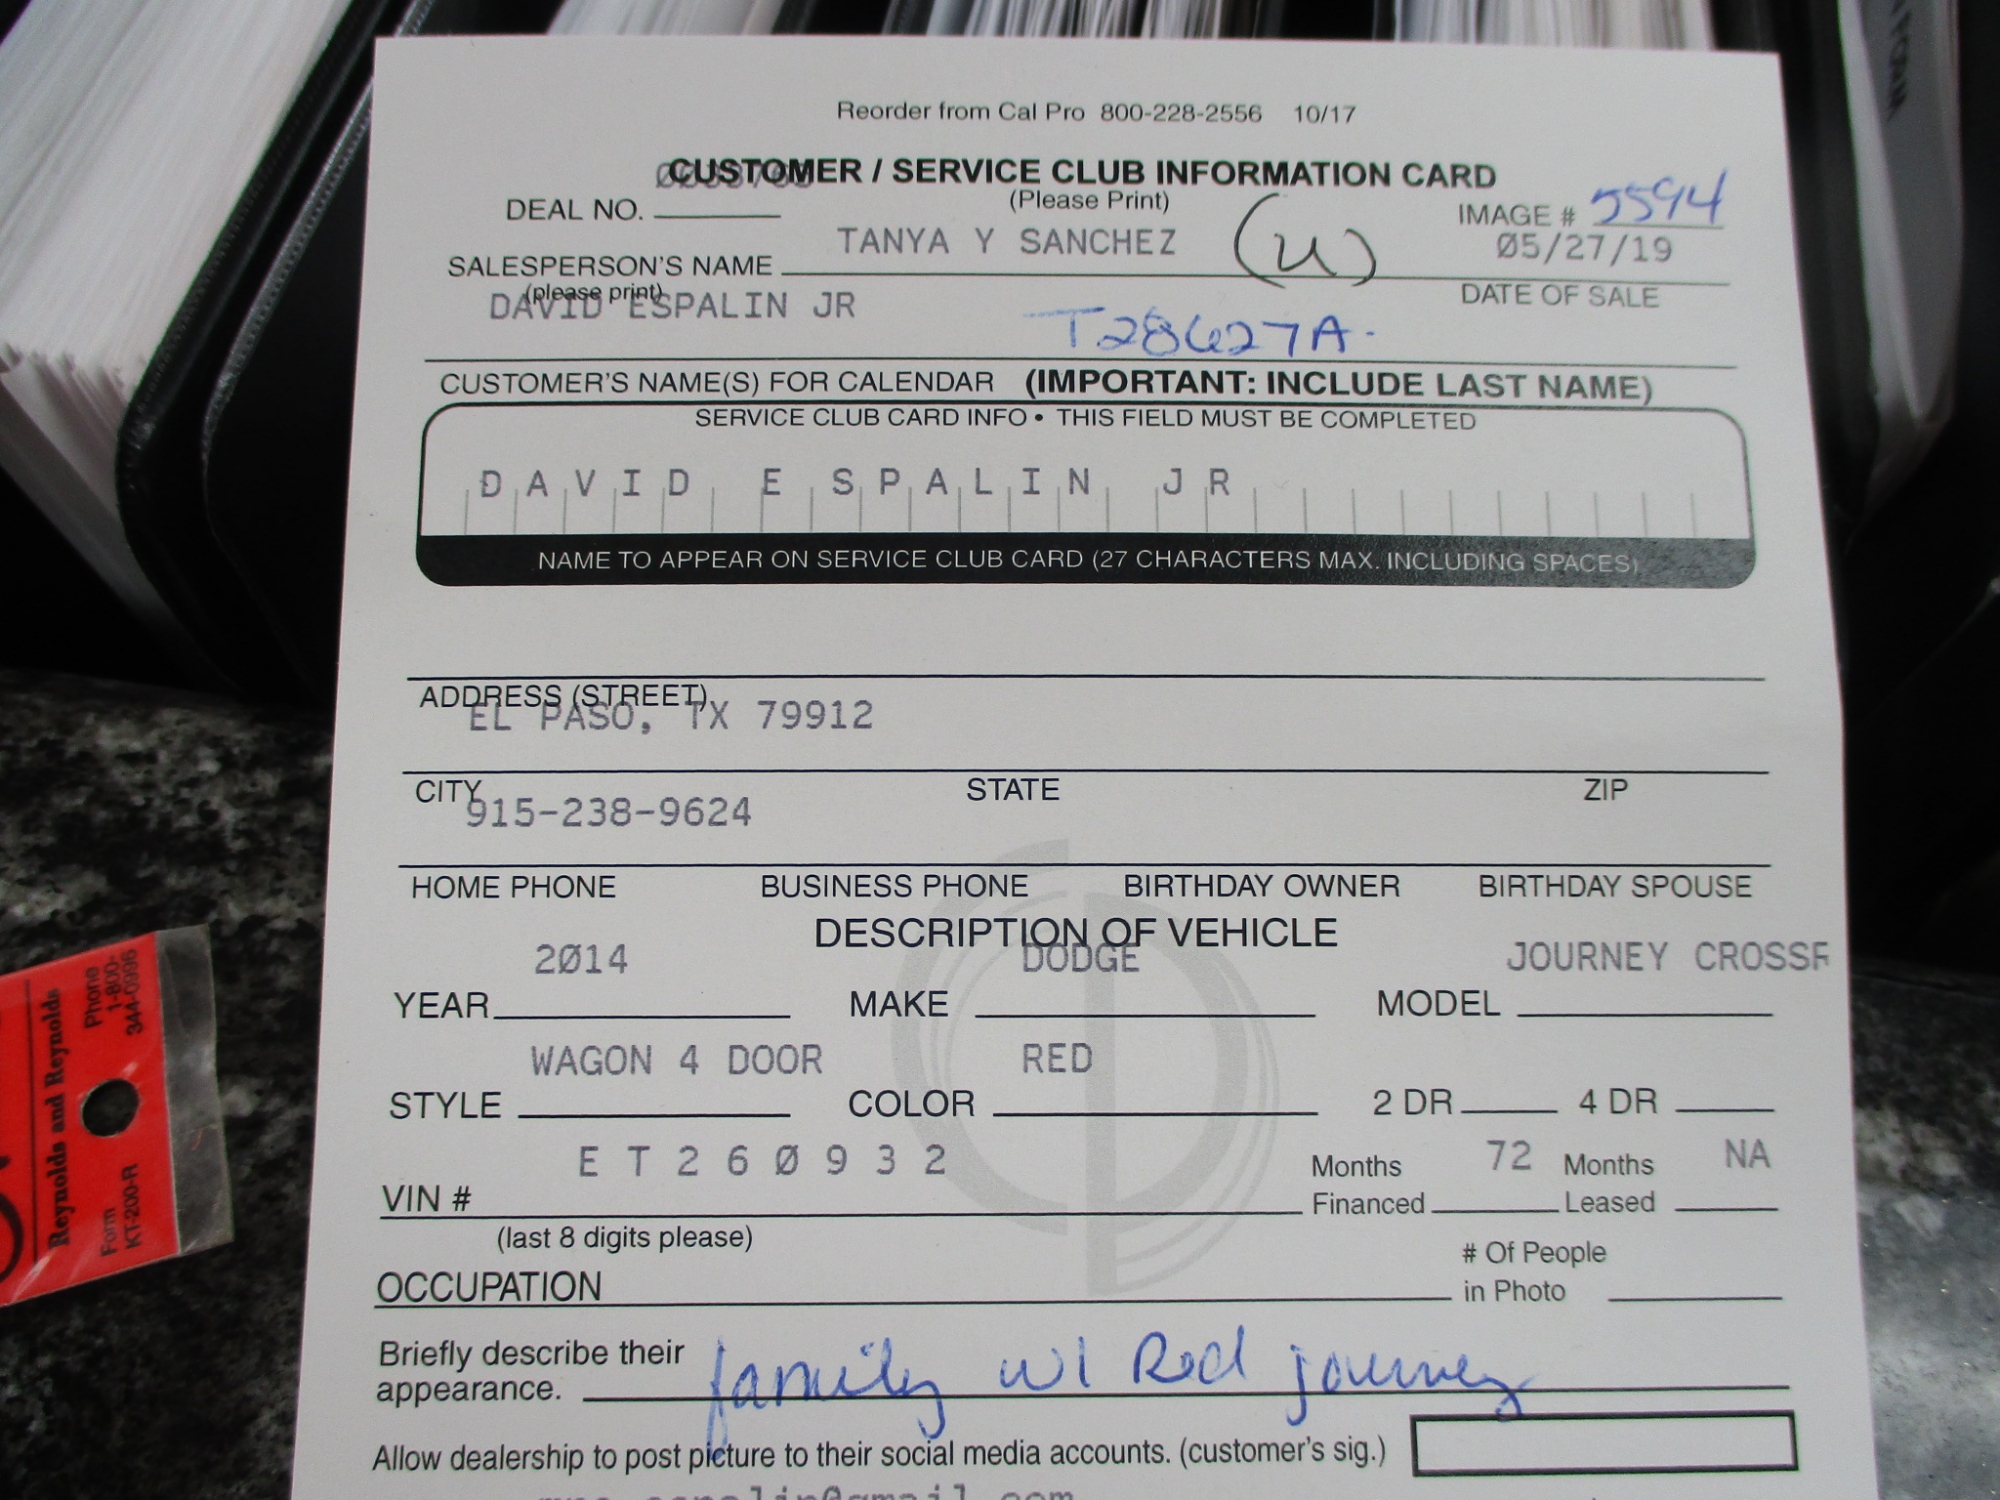 Reorder from Cal Pro 800-228-2556 10/17
CUSTOMER / SERVICE CLUB INFORMATION CARD
(Please Print)
DEAL NO.
IMAGE # 5594
TANYA Y SANCHEZ (U) 05/27/19
SALESPERSON'S NAME
(please print)
DATE OF SALE
DAVID ESPALIN JR
T28627A-
CUSTOMER'S NAME(S) FOR CALENDAR (IMPORTANT: INCLUDE LAST NAME)
SERVICE CLUB CARD INFO • THIS FIELD MUST BE COMPLETED
DAVID ESPALIN JR
NAME TO APPEAR ON SERVICE CLUB CARD (27 CHARACTERS MAX. INCLUDING SPACES)
ADDRESS (STREET)
EL PASO, TX 79912
CITY STATE ZIP
915-238-9624
HOME PHONE BUSINESS PHONE BIRTHDAY OWNER BIRTHDAY SPOUSE
DESCRIPTION OF VEHICLE
2014 DODGE JOURNEY CROSSR
YEAR MAKE MODEL
WAGON 4 DOOR RED
STYLE COLOR 2 DR 4 DR
ET260932
VIN #
(last 8 digits please)
Months 72 Months NA
Financed Leased
OCCUPATION
# Of People
in Photo
Briefly describe their
appearance. family w/ Red journey
Allow dealership to post picture to their social media accounts. (customer's sig.)
Reynolds and Reynolds
Phone
1-800-
344-0996
Form
KT-200-R